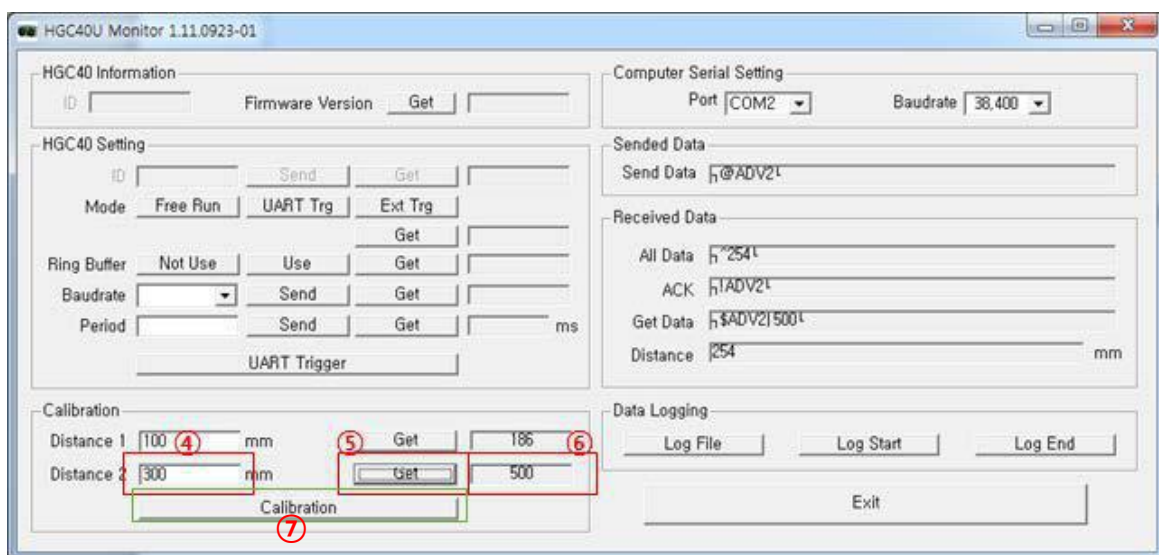 HGC40U Monitor 1.11.0923-01
HGC40 Information
ID Firmware Version Get
HGC40 Setting
ID Send Get
Mode Free Run UART Trg Ext Trg
Get
Ring Buffer Not Use Use Get
Baudrate Send Get
Period Send Get ms
UART Trigger
Calibration
Distance 1 100 ④ mm ⑤ Get 186 ⑥
Distance 2 300 mm Get 500
Calibration
⑦
Computer Serial Setting
Port COM2 Baudrate 38,400
Sended Data
Send Data ┐@ADV2└
Received Data
All Data ┐^254└
ACK ┐!ADV2└
Get Data ┐$ADV2|500└
Distance 254 mm
Data Logging
Log File Log Start Log End
Exit